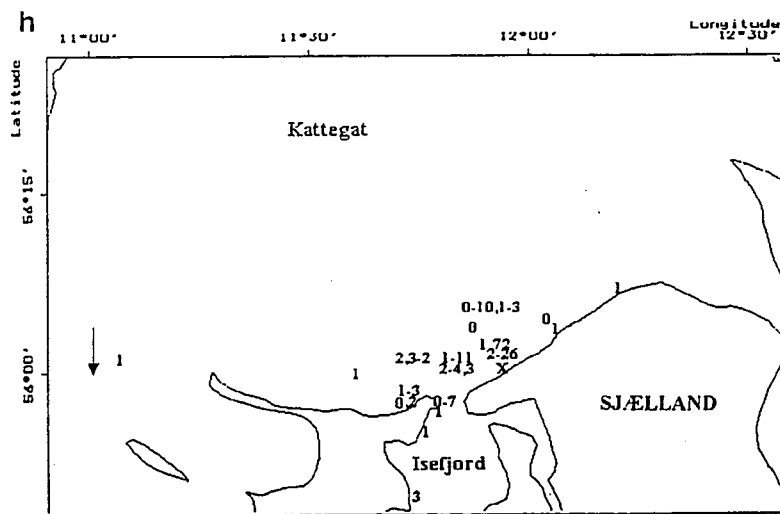 h
Longitude
11°00' 11°30' 12°00' 12°30'
Latitude
Kattegat
56°15'
1
0-10,1-3
0
0
1
1,72
2,3-2 1-11 2-26
1
1
2-4,3
x
56°00'
1-3
0,2 0-7
1
SJÆLLAND
1
Isefjord
3